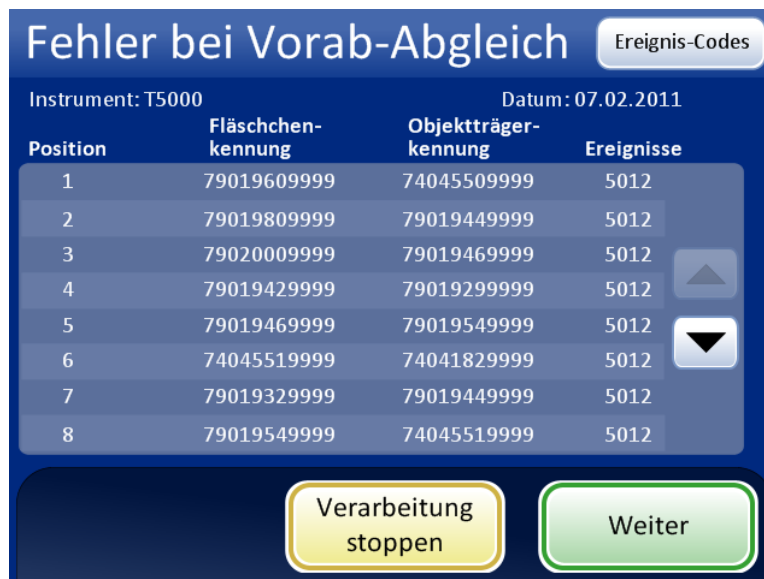 Fehler bei Vorab-Abgleich
Ereignis-Codes
Instrument: T5000 Datum: 07.02.2011
Position Fläschchen-kennung Objektträger-kennung Ereignisse
1 79019609999 74045509999 5012
2 79019809999 79019449999 5012
3 79020009999 79019469999 5012
4 79019429999 79019299999 5012
5 79019469999 79019549999 5012
6 74045519999 74041829999 5012
7 79019329999 79019449999 5012
8 79019549999 74045519999 5012
Verarbeitung
stoppen
Weiter